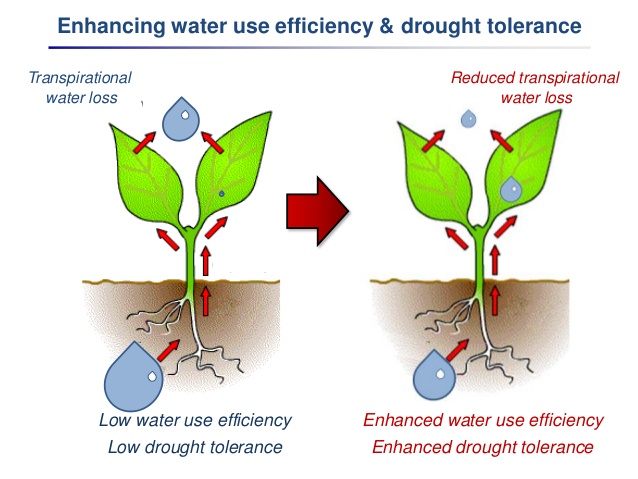 Enhancing water use efficiency & drought tolerance
Transpirational
water loss
Reduced transpirational
water loss
Low water use efficiency
Low drought tolerance
Enhanced water use efficiency
Enhanced drought tolerance